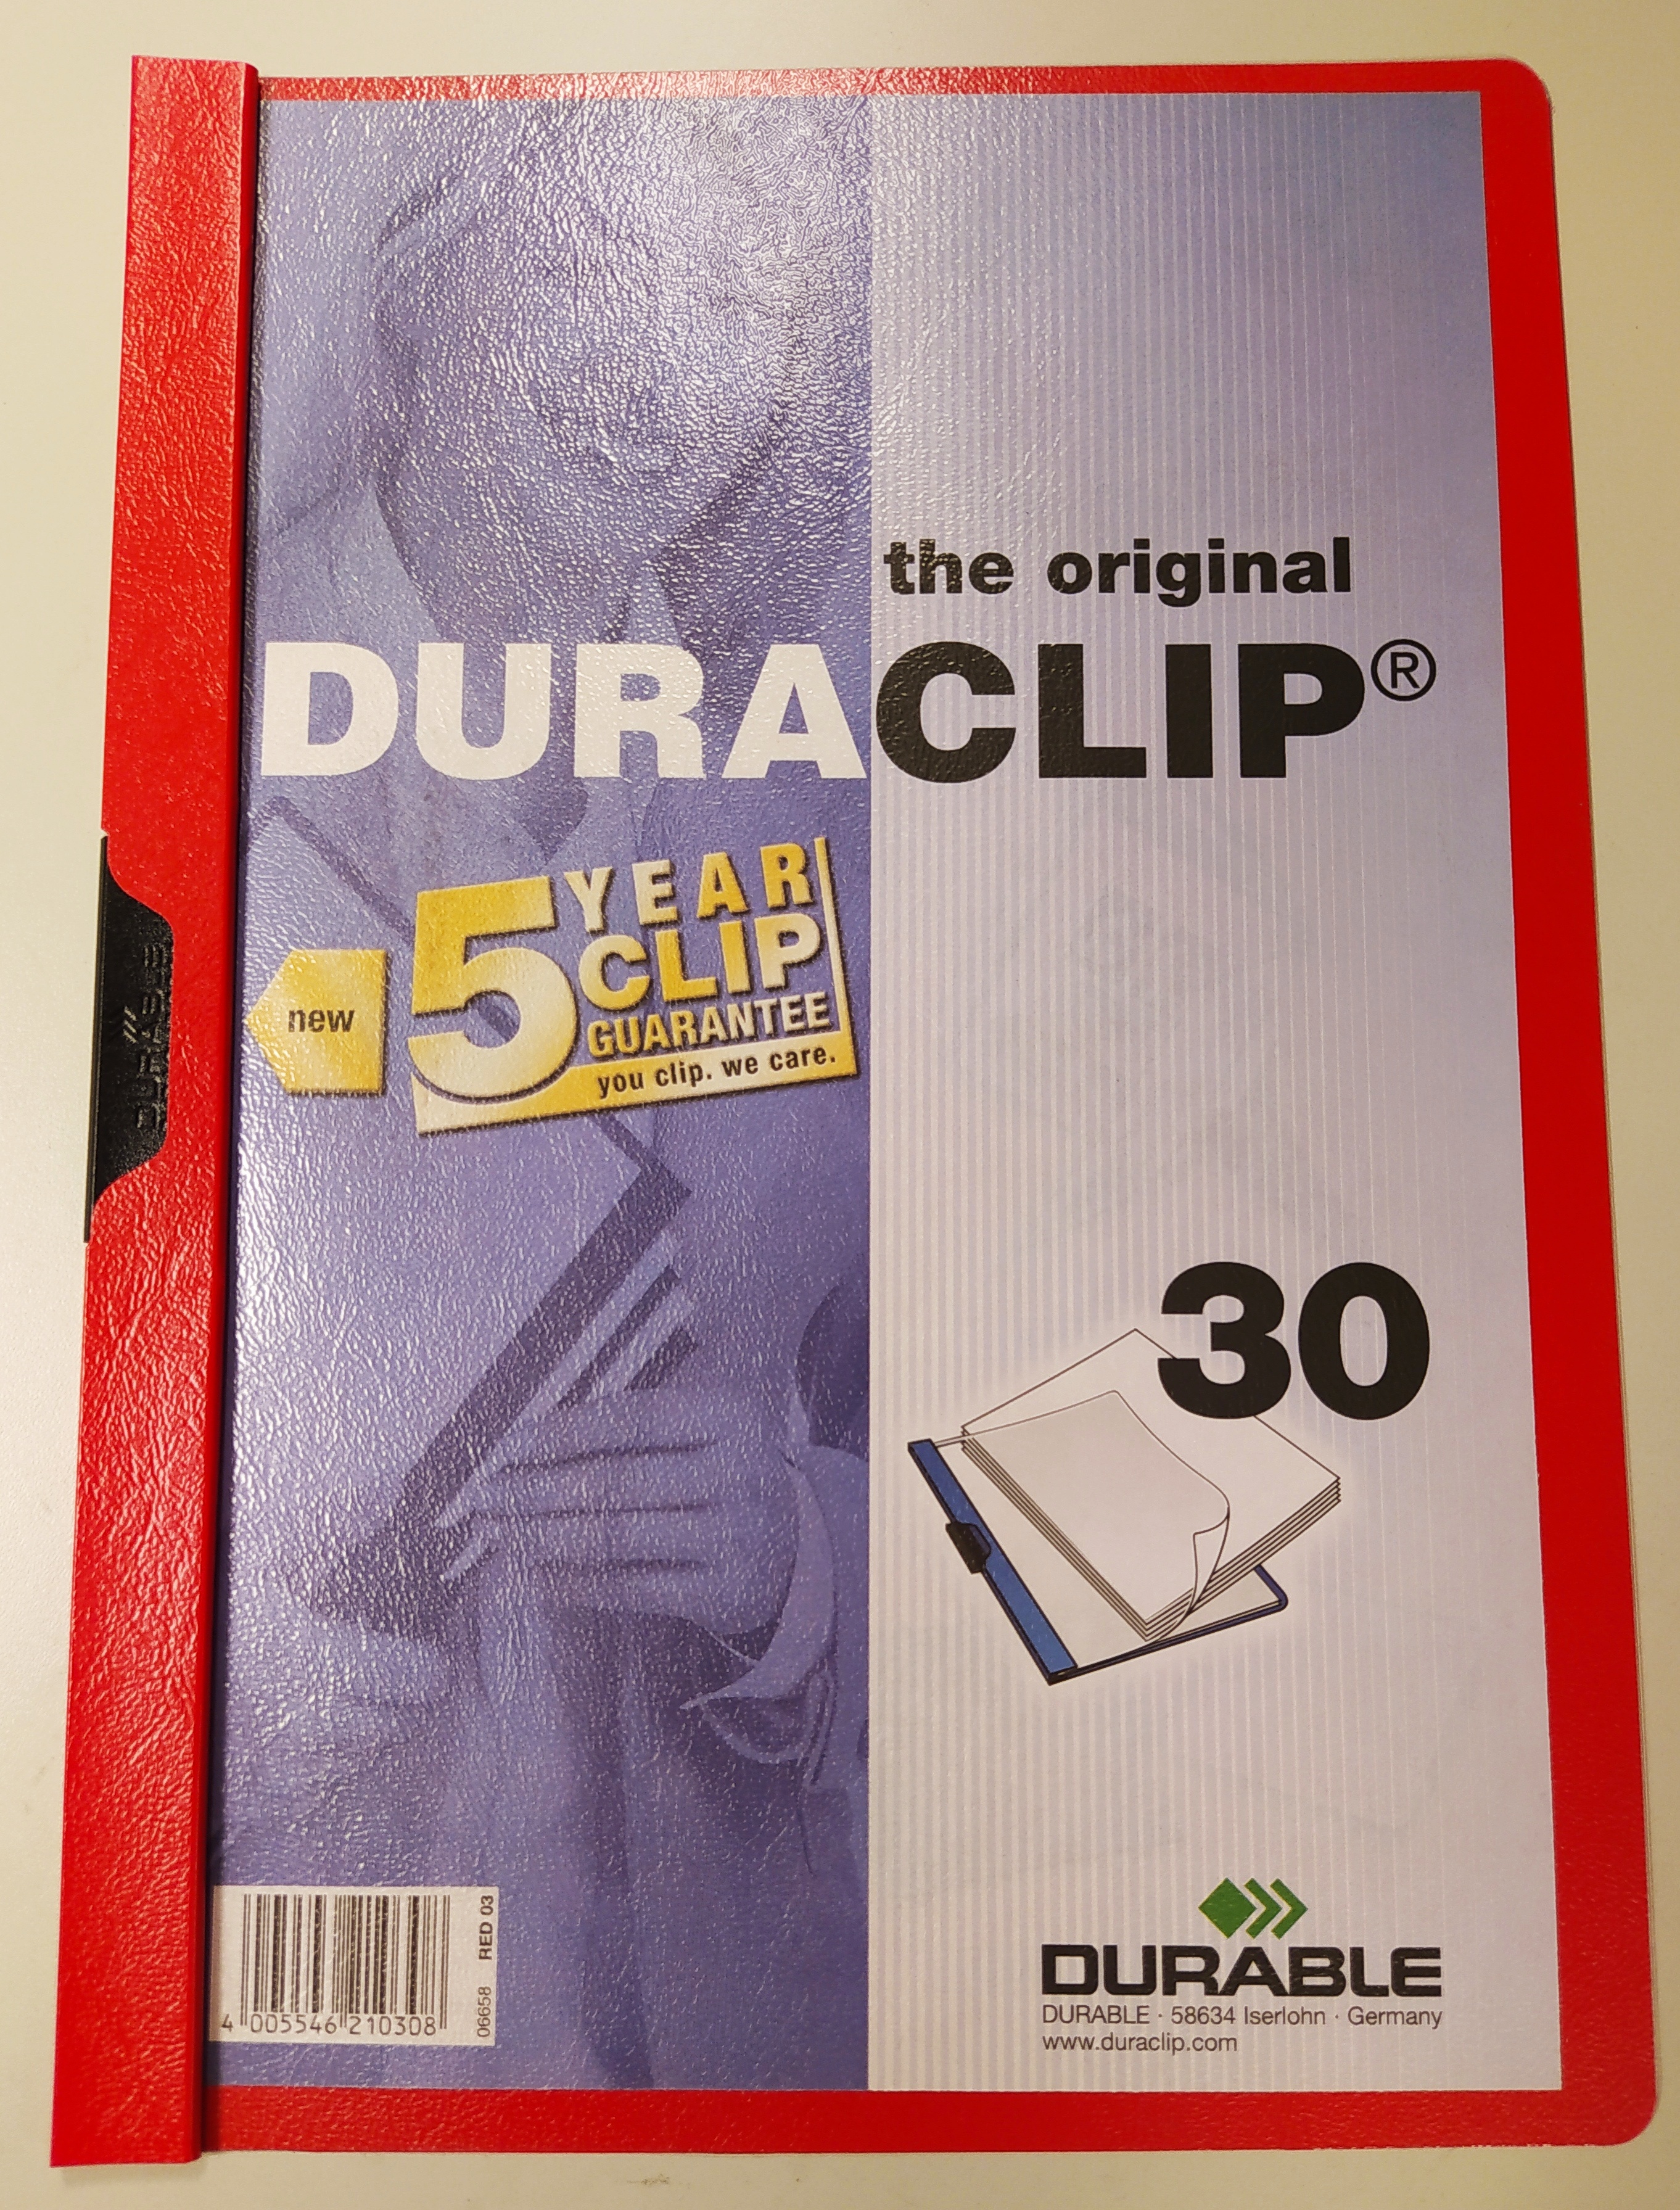 the original
DURACLIP®
new
5 YEAR
CLIP
GUARANTEE
you clip. we care.
DURABLE
30
4 005546 210308
06658 RED 03
DURABLE
DURABLE · 58634 Iserlohn · Germany
www.duraclip.com